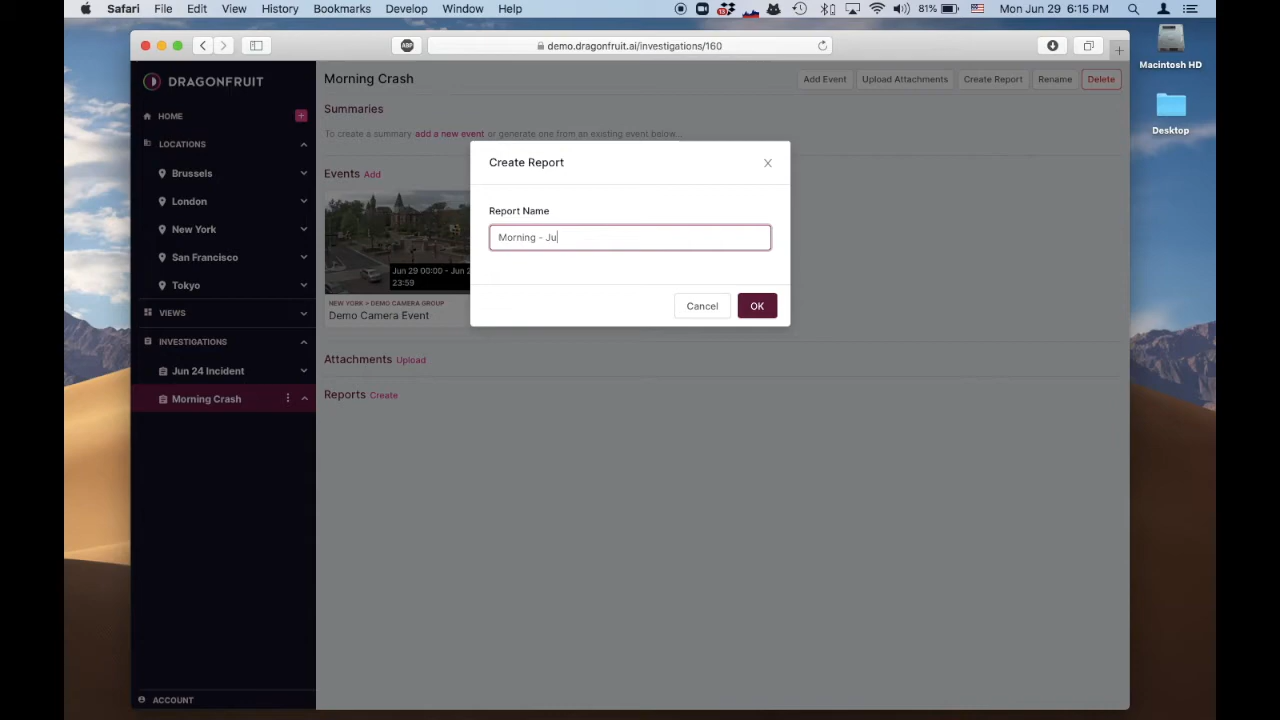 Safari File Edit View History Bookmarks Develop Window Help 13 81% Mon Jun 29 6:15 PM
ABP demo.dragonfruit.ai/investigations/160
Macintosh HD
Desktop
DRAGONFRUIT
HOME
LOCATIONS
Brussels
London
New York
San Francisco
Tokyo
VIEWS
INVESTIGATIONS
Jun 24 Incident
Morning Crash
ACCOUNT
Morning Crash Add Event Upload Attachments Create Report Rename Delete
Summaries
To create a summary add a new event or generate one from an existing event below...
Events Add
Jun 29 00:00 - Jun 2
23:59
NEW YORK > DEMO CAMERA GROUP
Demo Camera Event
Attachments Upload
Reports Create
Create Report
Report Name
Morning - Ju
Cancel OK